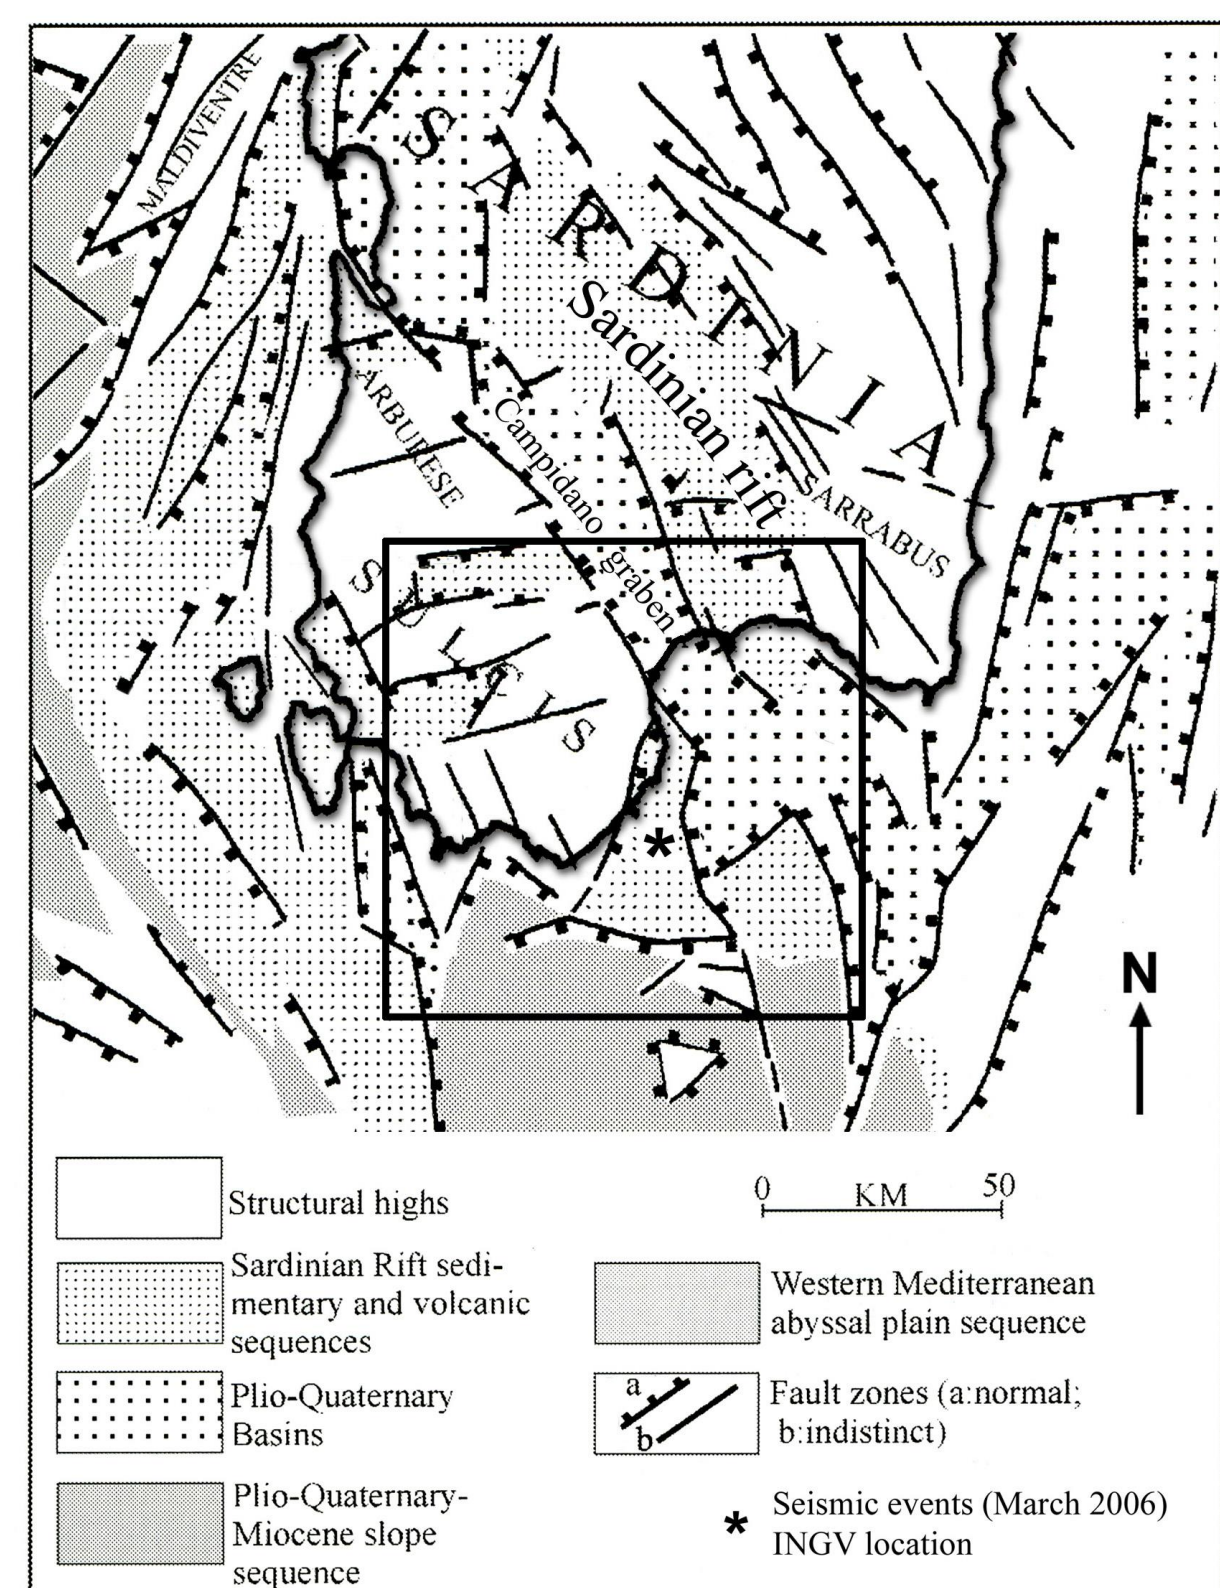 MALDIVENTRE
SARDINIA
Sardinian rift
ARBURESE
Campidano graben
SARRABUS
SULCIS
*
N
Structural highs
Sardinian Rift sedi-
mentary and volcanic
sequences
Plio-Quaternary
Basins
Plio-Quaternary-
Miocene slope
sequence
0 KM 50
Western Mediterranean
abyssal plain sequence
a
b
Fault zones (a:normal;
b:indistinct)
* Seismic events (March 2006)
INGV location